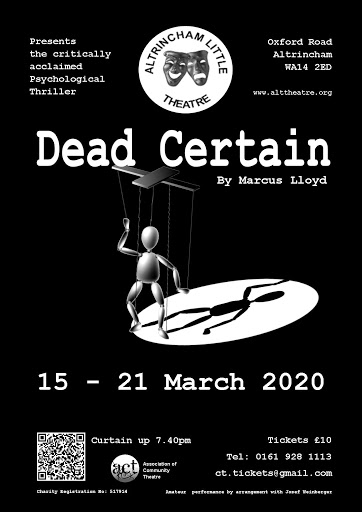 Presents
the critically
acclaimed
Psychological
Thriller
ALTRINCHAM LITTLE
THEATRE
Oxford Road
Altrincham
WA14 2ED
www.alttheatre.org
Dead Certain
By Marcus Lloyd
15 - 21 March 2020
Curtain up 7.40pm
Tickets £10
Tel: 0161 928 1113
ct.tickets@gmail.com
act
Association of
Community
Theatre
Charity Registration No: 517914
Amateur performance by arrangement with Josef Weinberger